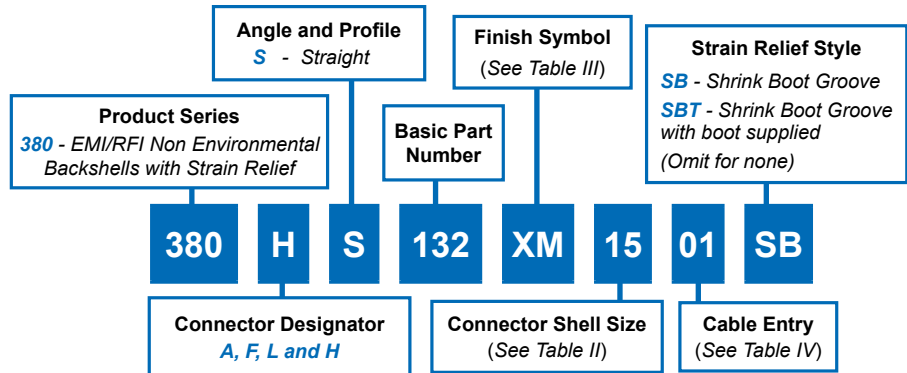 Angle and Profile
S - Straight
Finish Symbol
(See Table III)
Strain Relief Style
SB - Shrink Boot Groove
SBT - Shrink Boot Groove
with boot supplied
(Omit for none)
Product Series
380 - EMI/RFI Non Environmental
Backshells with Strain Relief
Basic Part
Number
380 H S 132 XM 15 01 SB
Connector Designator
A, F, L and H
Connector Shell Size
(See Table II)
Cable Entry
(See Table IV)